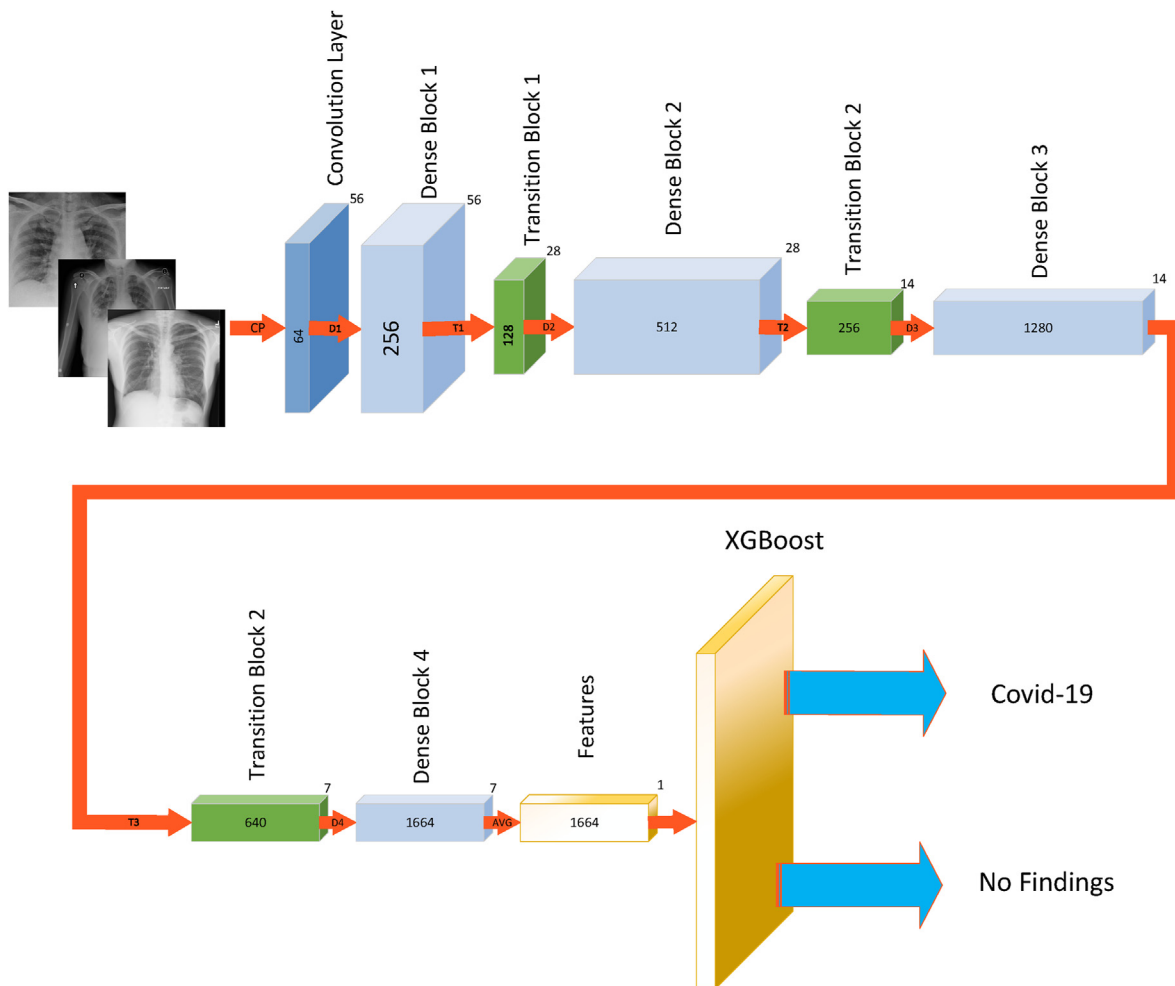 Convolution Layer
Dense Block 1
Transition Block 1
Dense Block 2
Transition Block 2
Dense Block 3
56
56
28
28
14
14
CP
64
D1
256
T1
128
D2
512
T2
256
D3
1280
XGBoost
Transition Block 2
Dense Block 4
Features
7
7
1
T3
640
D4
1664
AVG
1664
Covid-19
No Findings